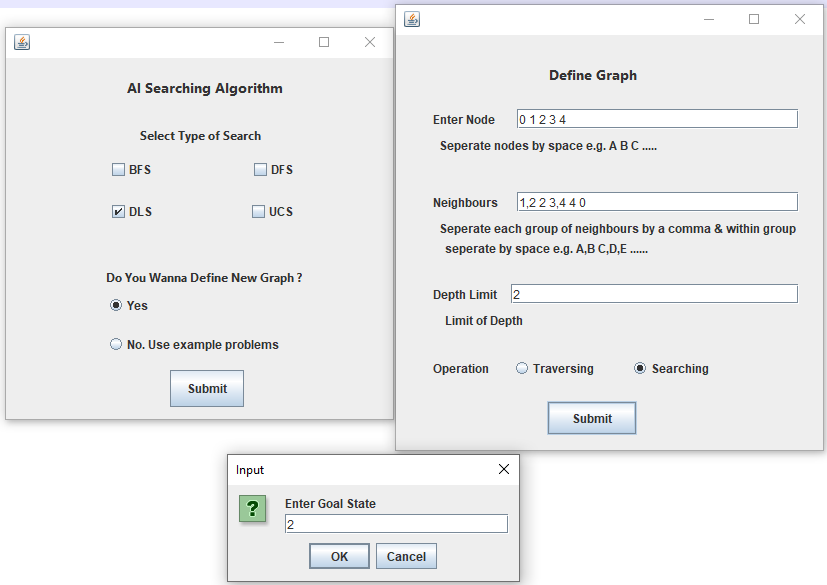 AI Searching Algorithm
Select Type of Search
BFS DFS
DLS UCS
Do You Wanna Define New Graph ?
Yes
No. Use example problems
Submit
Define Graph
Enter Node 0 1 2 3 4
Seperate nodes by space e.g. A B C .....
Neighbours 1,2 2 3,4 4 0
Seperate each group of neighbours by a comma & within group
seperate by space e.g. A,B C,D,E ......
Depth Limit 2
Limit of Depth
Operation Traversing Searching
Submit
Input
Enter Goal State
2
OK Cancel